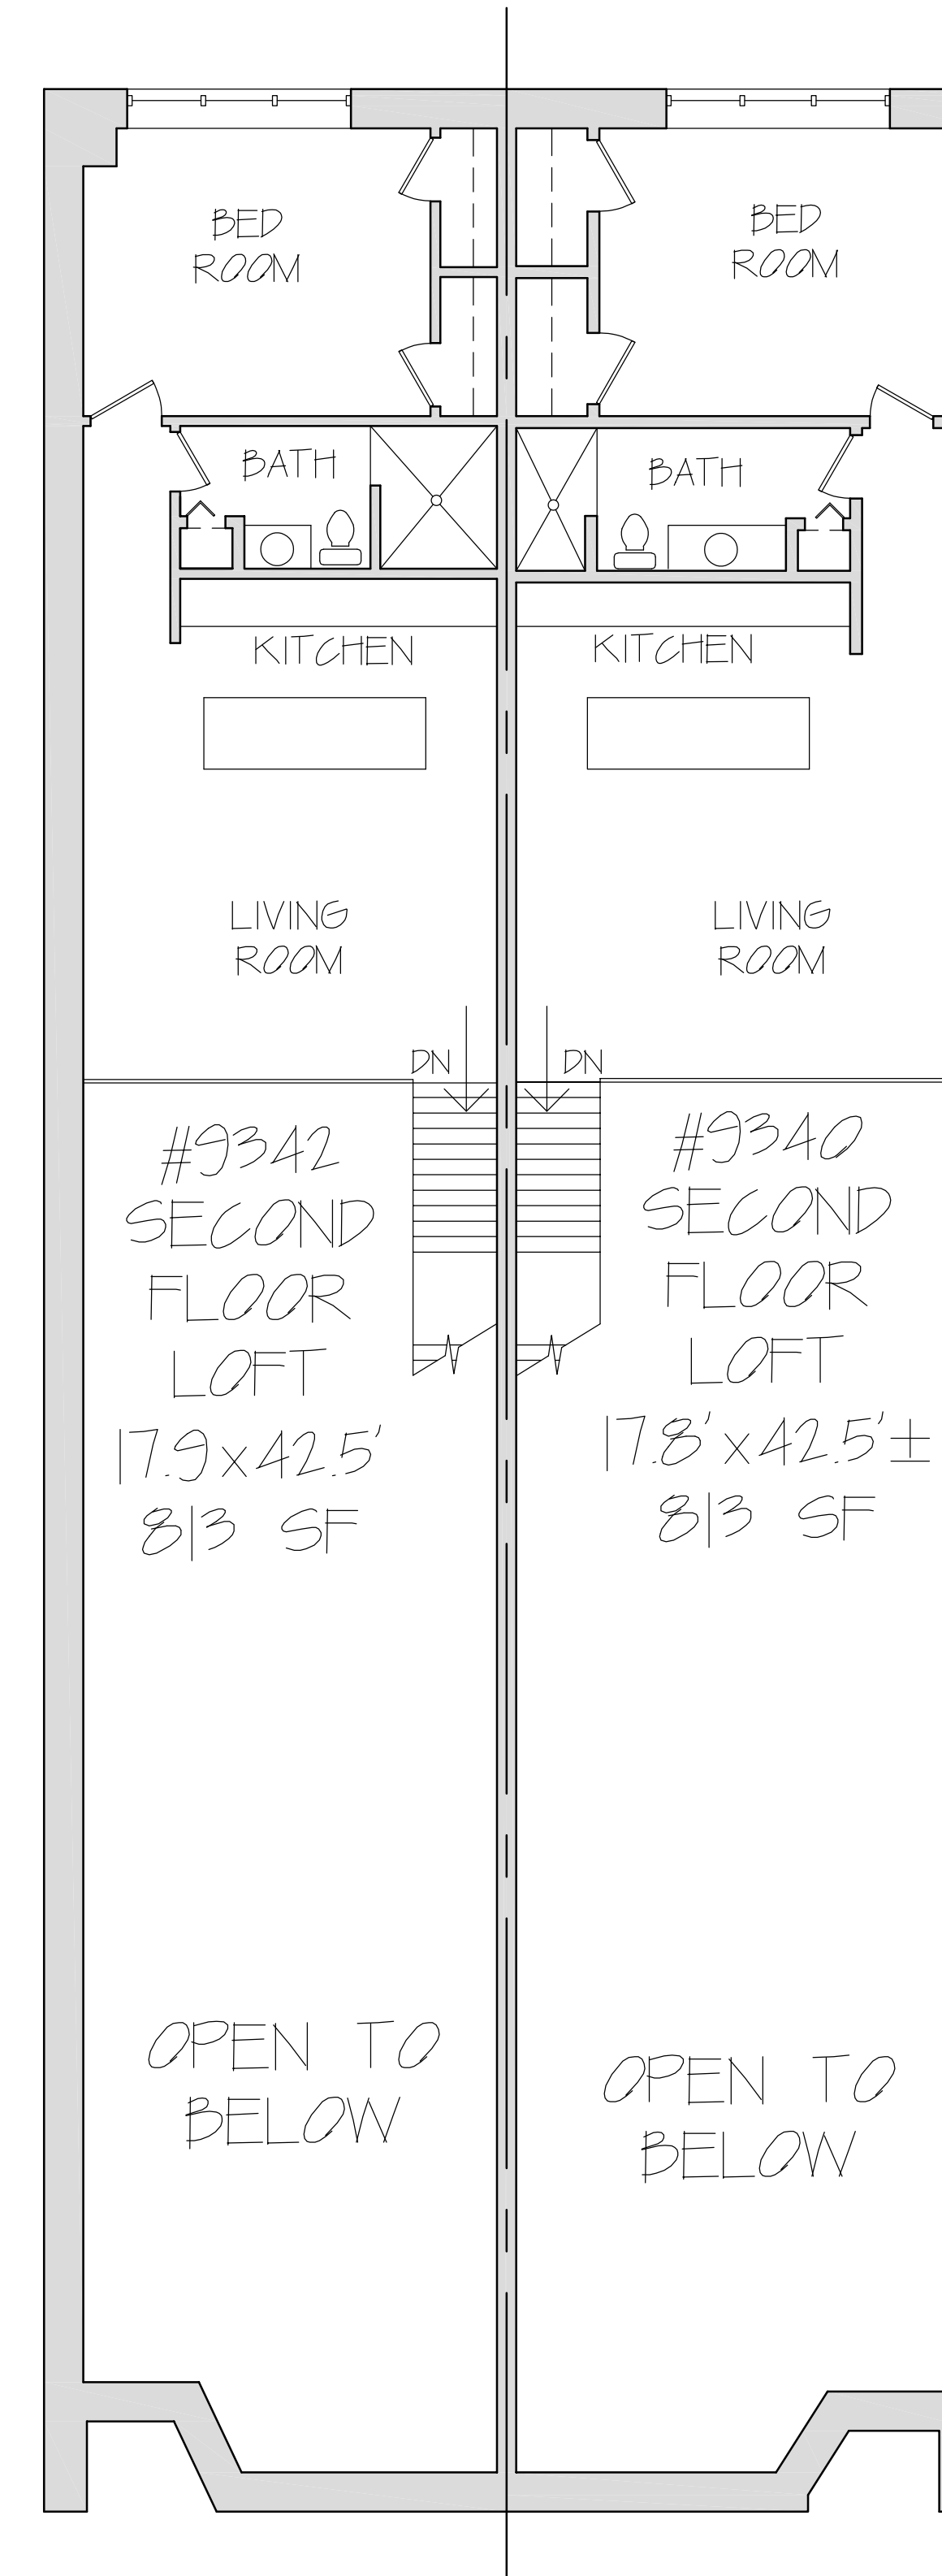 BED
ROOM
BATH
KITCHEN
LIVING
ROOM
DN
#9342
SECOND
FLOOR
LOFT
17.9x42.5'
813 SF
OPEN TO
BELOW
BED
ROOM
BATH
KITCHEN
LIVING
ROOM
DN
#9340
SECOND
FLOOR
LOFT
17.8'x42.5'±
813 SF
OPEN TO
BELOW